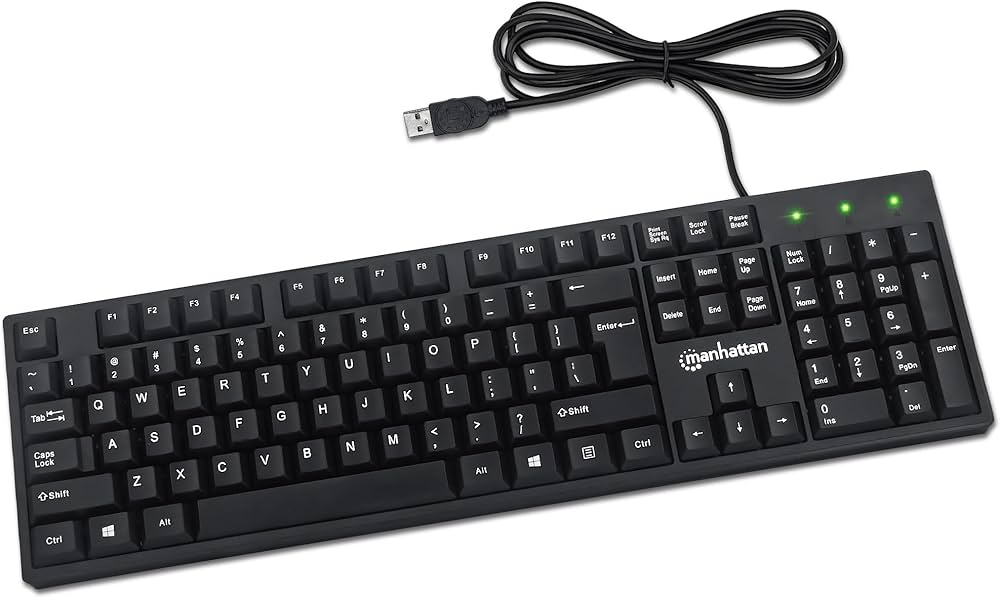 Esc F1 F2 F3 F4 F5 F6 F7 F8 F9 F10 F11 F12 Print Screen Sys Rq Scroll Lock Pause Break
~ ` ! 1 @ 2 # 3 $ 4 % 5 ^ 6 & 7 * 8 ( 9 ) 0 _ - + = ← Insert Home Page Up Num Lock / * -
Tab Q W E R T Y U I O P { [ } ] Enter Delete End Page Down 7 Home 8 ↑ 9 PgUp +
Caps Lock A S D F G H J K L : ; " ' | \ manhattan 4 ← 5 6 →
Shift Z X C V B N M < , > . ? / Shift ↑ 1 End 2 ↓ 3 PgDn Enter
Ctrl Alt Alt Ctrl ← ↓ → 0 Ins . Del